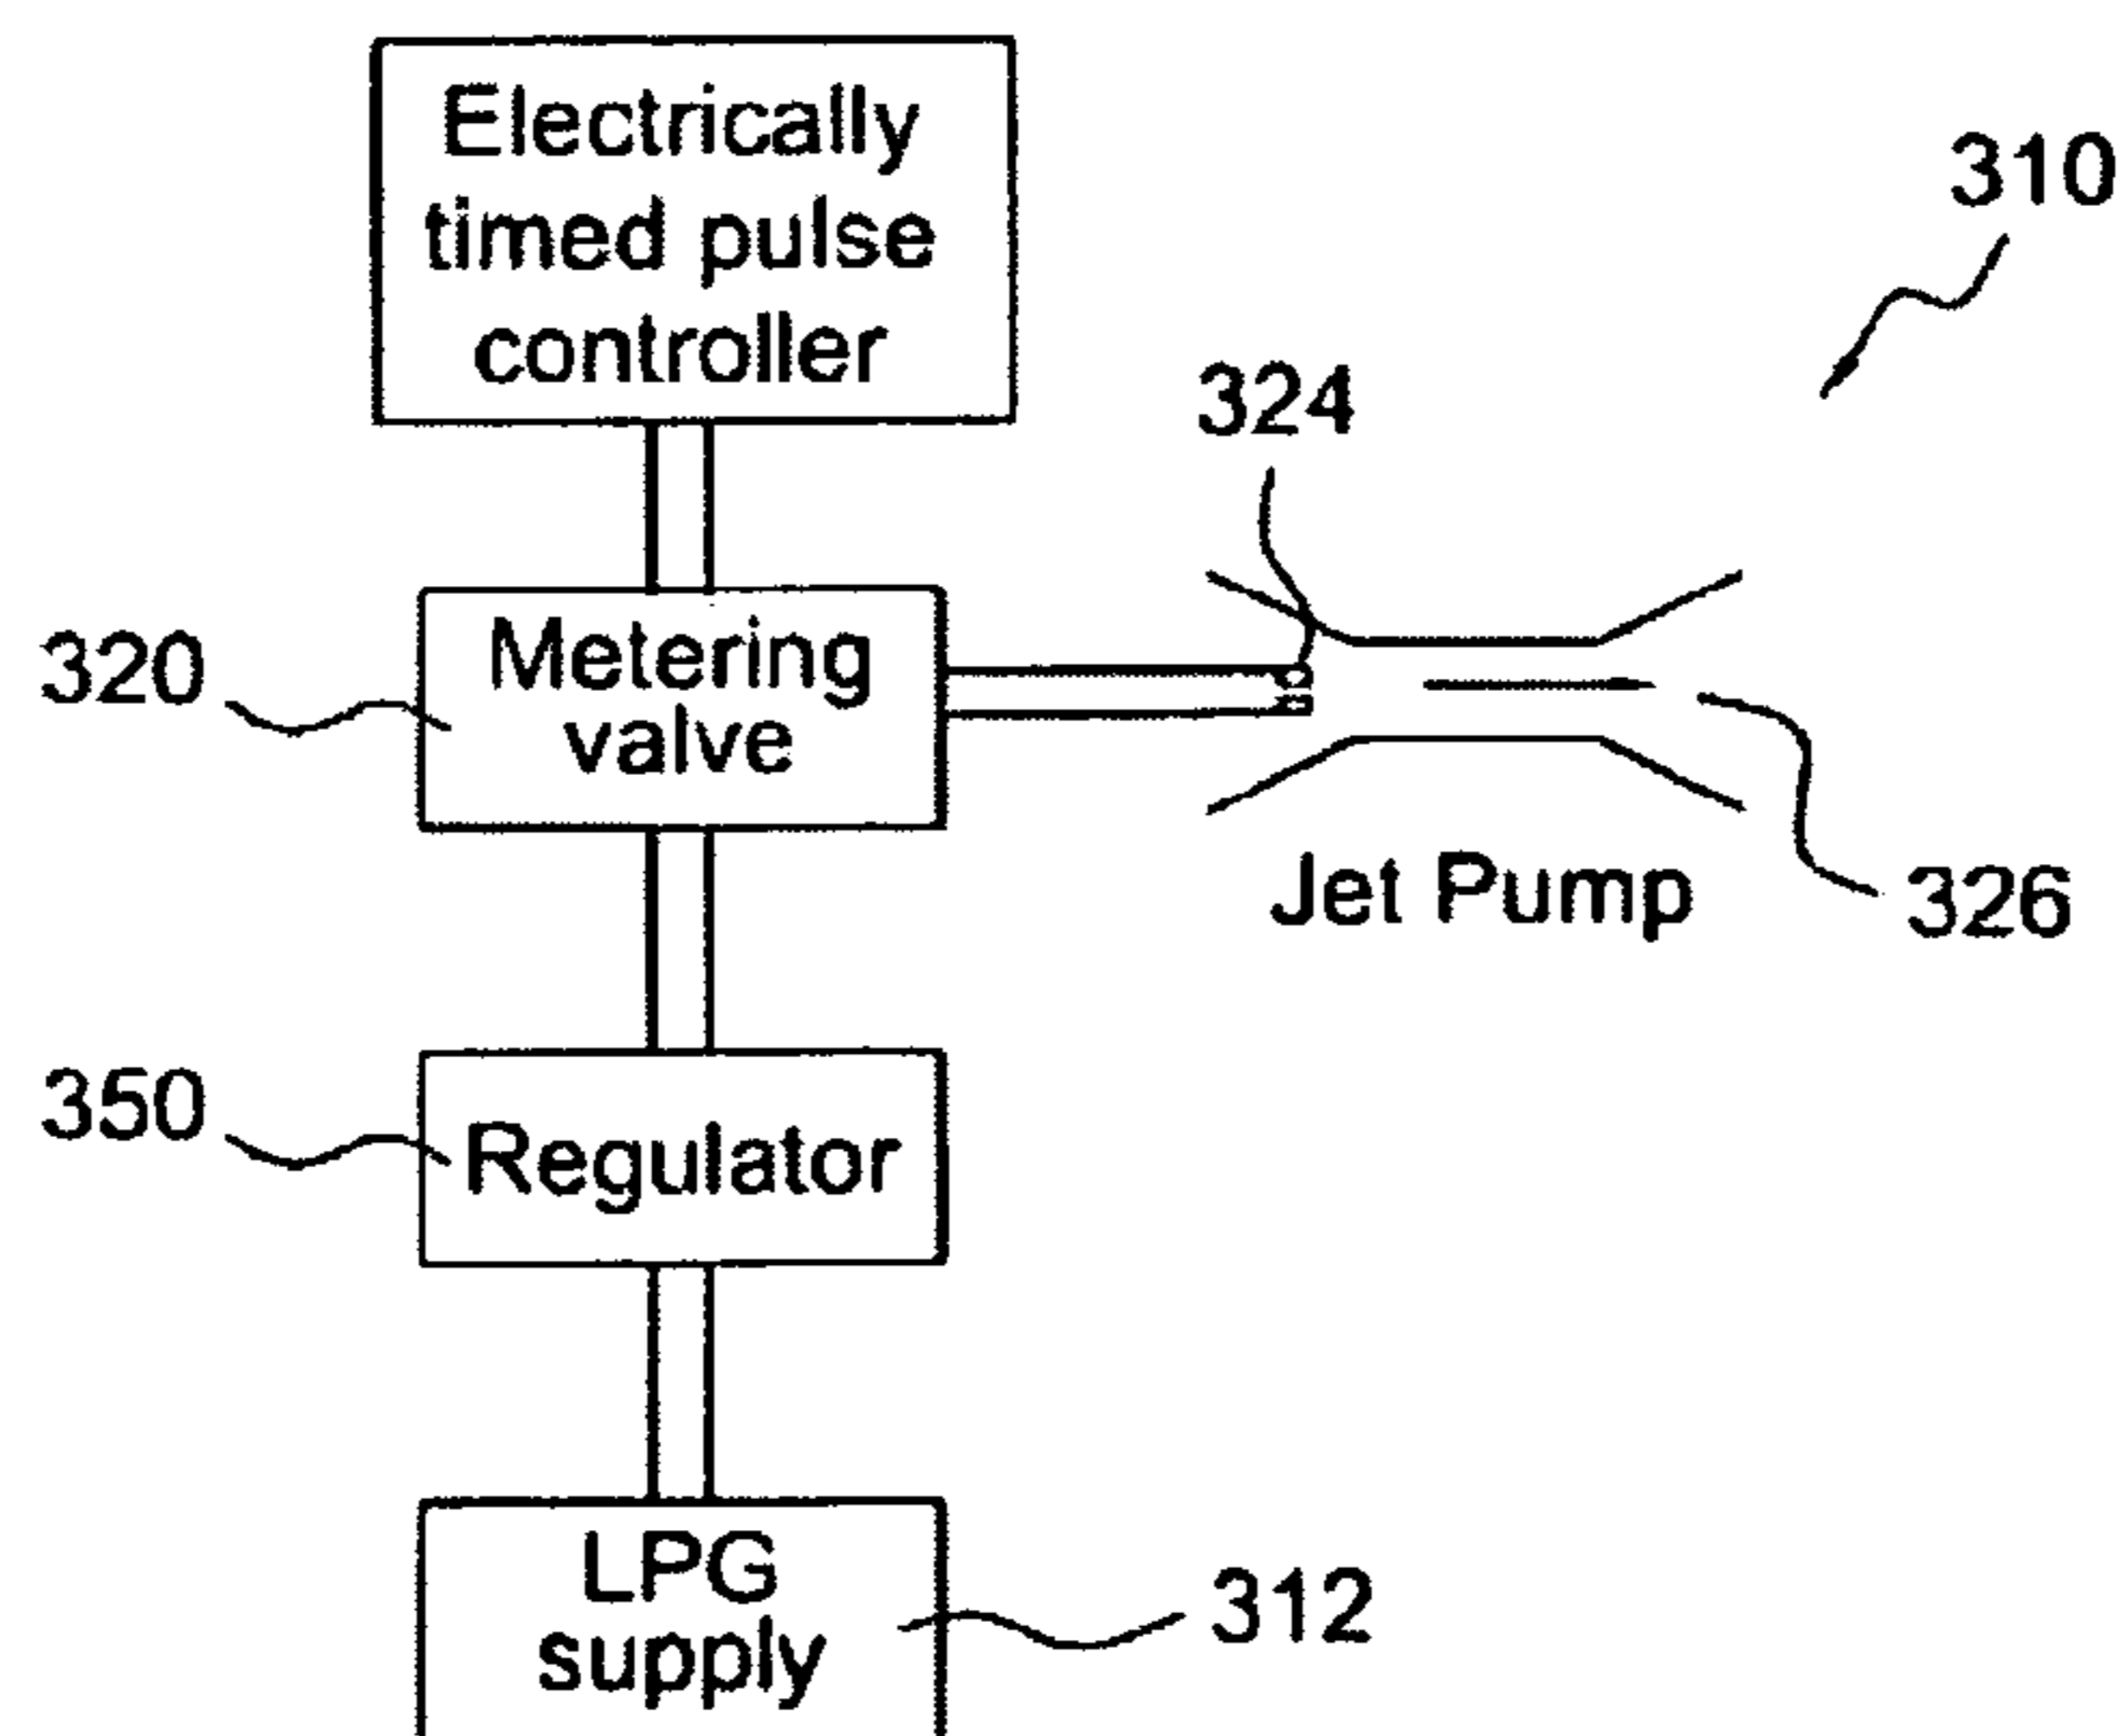 Electrically
timed pulse
controller
310
324
320
Metering
valve
Jet Pump
326
350
Regulator
LPG
supply
312